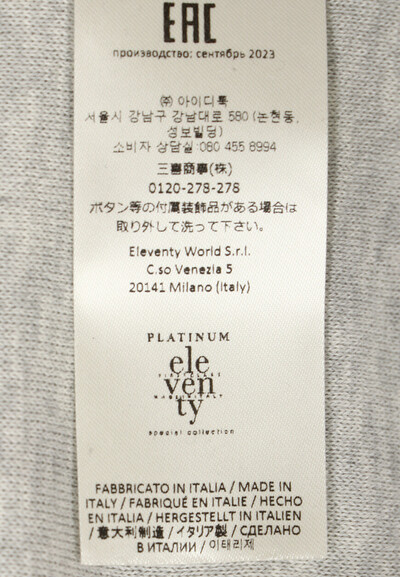 EAC
производство: сентябрь 2023
㈜ 아이디룩
서울시 강남구 강남대로 580 (논현동,
성보빌딩)
소비자 상담실:080 455 8994
三喜商事(株)
0120-278-278
ボタン等の付属装飾品がある場合は
取り外して洗って下さい。
Eleventy World S.r.l.
C.so Venezia 5
20141 Milano (Italy)
PLATINUM
ele
ven
MADE IN ITALY
ty
special collection
FABBRICATO IN ITALIA / MADE IN
ITALY / FABRIQUÉ EN ITALIE / HECHO
EN ITALIA / HERGESTELLT IN ITALIEN
/ 意大利制造 / イタリア製 / СДЕЛАНО
В ИТАЛИИ / 이태리제